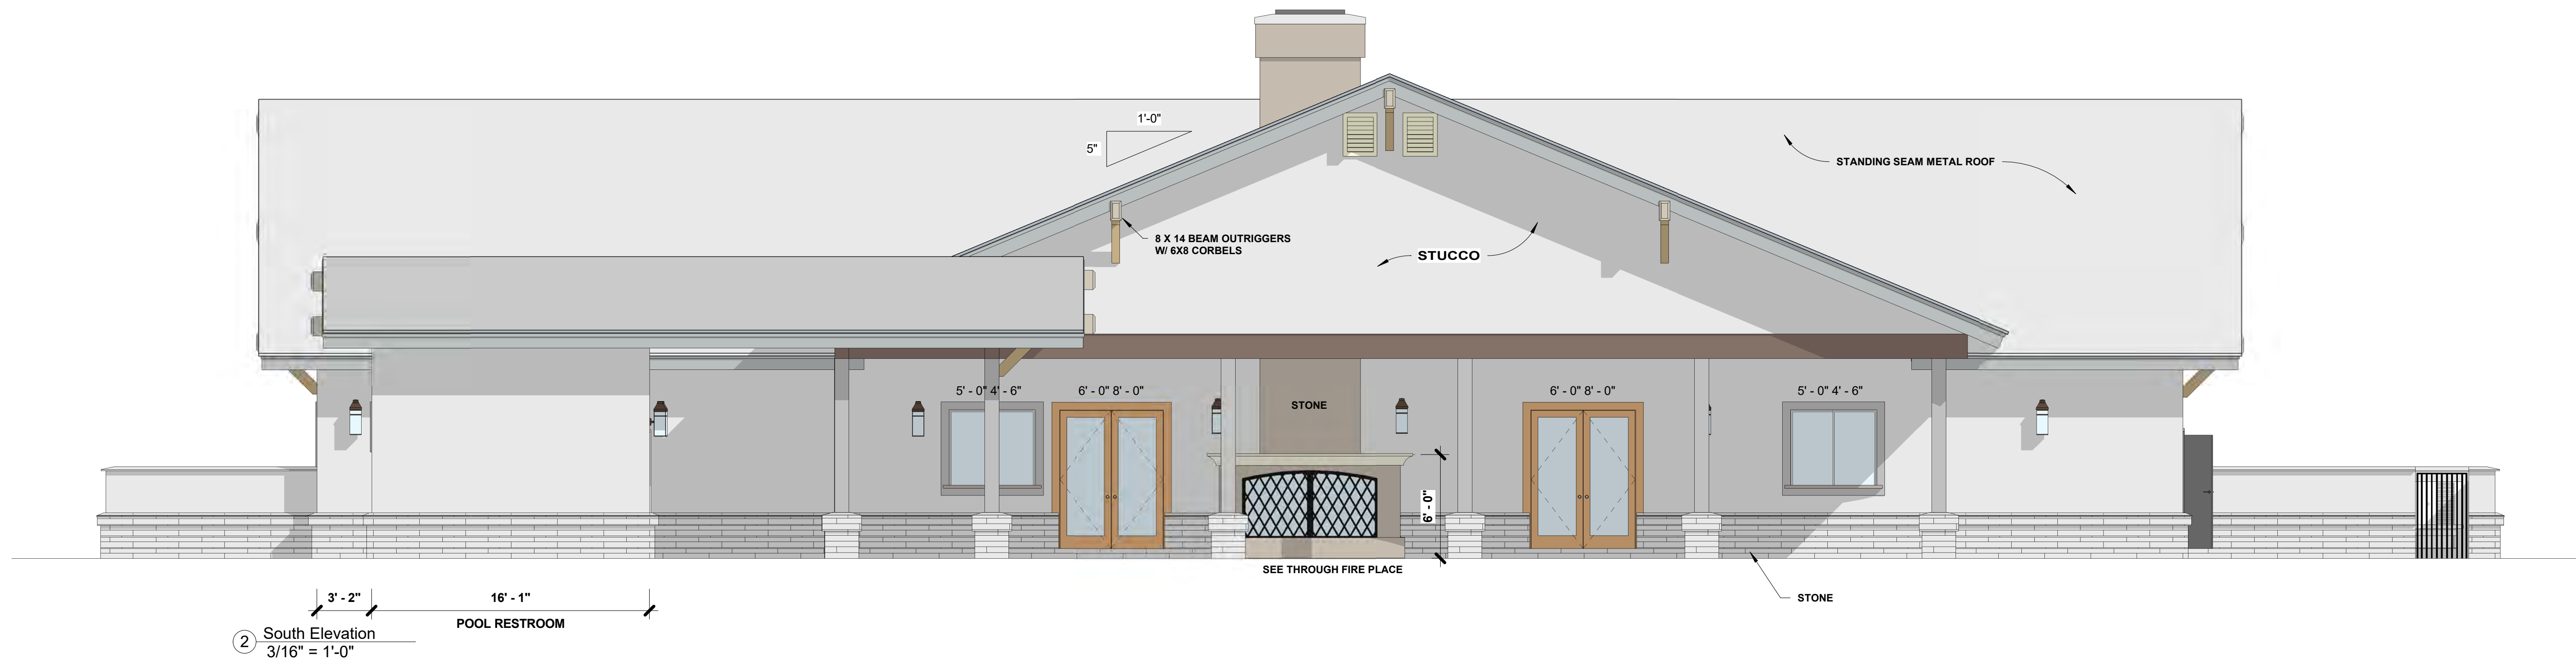 1'-0"
5"
STANDING SEAM METAL ROOF
8 X 14 BEAM OUTRIGGERS
W/ 6X8 CORBELS
STUCCO
5' - 0" 4' - 6"
6' - 0" 8' - 0"
STONE
6' - 0" 8' - 0"
5' - 0" 4' - 6"
6' - 0"
SEE THROUGH FIRE PLACE
STONE
3' - 2"
16' - 1"
POOL RESTROOM
2
South Elevation
3/16" = 1'-0"